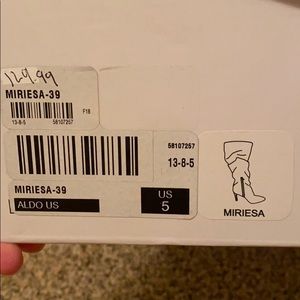 129.99
MIRIESA-39
F18
13-8-5 58107257
58107257
13-8-5
MIRIESA-39
ALDO US
US
5
MIRIESA